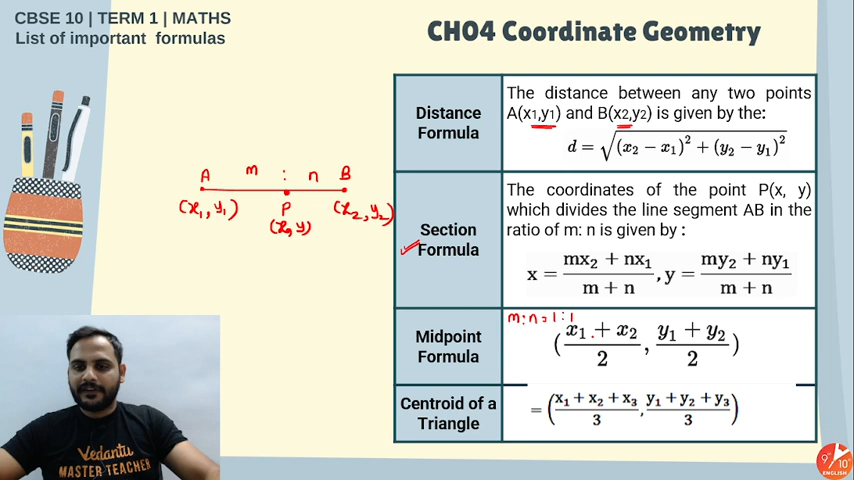 CBSE 10 | TERM 1 | MATHS
List of important formulas
CH04 Coordinate Geometry
Distance Formula
The distance between any two points
A(x1,y1) and B(x2,y2) is given by the:
d = √((x₂ − x₁)² + (y₂ − y₁)²)
A m : n B
(x₁, y₁) P (x₂, y₂)
(x, y)
Section Formula
The coordinates of the point P(x, y)
which divides the line segment AB in the
ratio of m: n is given by :
x = (mx₂ + nx₁)/(m + n), y = (my₂ + ny₁)/(m + n)
Midpoint Formula
m:n = 1:1
((x₁ + x₂)/2, (y₁ + y₂)/2)
Centroid of a Triangle
= ((x₁ + x₂ + x₃)/3, (y₁ + y₂ + y₃)/3)
Vedantu
MASTER TEACHER
9th 10th
ENGLISH